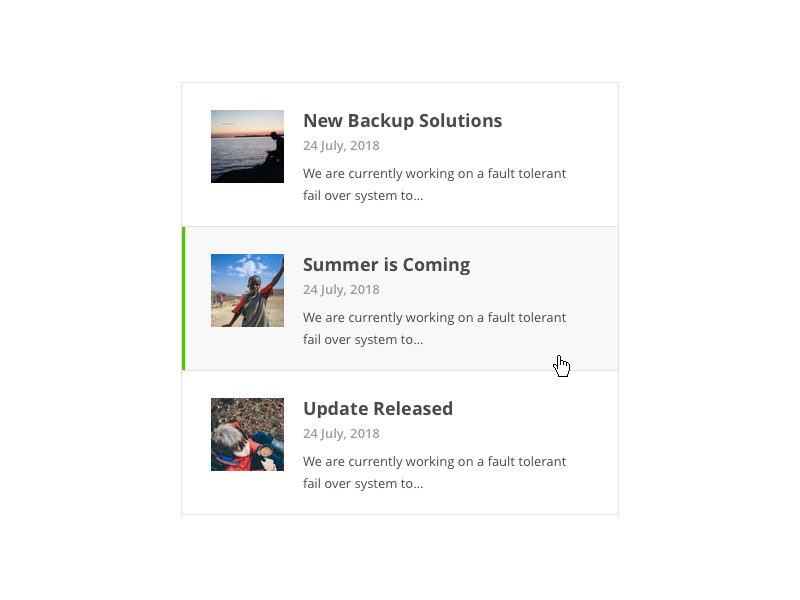 New Backup Solutions
24 July, 2018
We are currently working on a fault tolerant
fail over system to...
Summer is Coming
24 July, 2018
We are currently working on a fault tolerant
fail over system to...
Update Released
24 July, 2018
We are currently working on a fault tolerant
fail over system to...